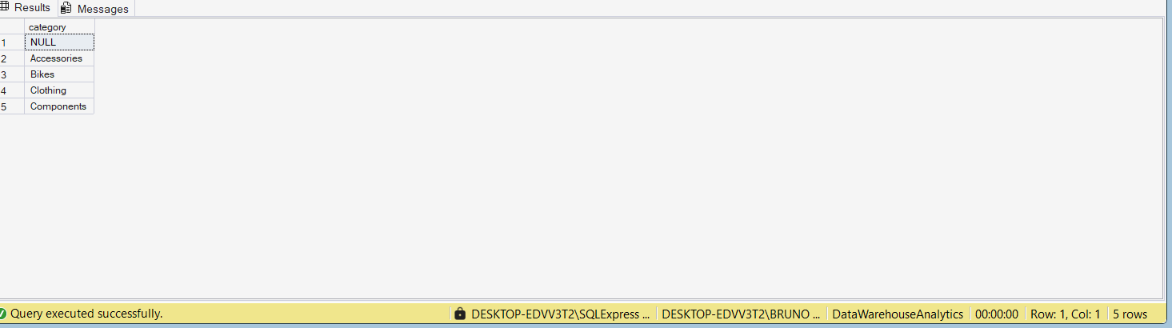 Results Messages
category
1 NULL
2 Accessories
3 Bikes
4 Clothing
5 Components
Query executed successfully. DESKTOP-EDVV3T2\SQLExpress ... DESKTOP-EDVV3T2\BRUNO ... DataWarehouseAnalytics 00:00:00 Row: 1, Col: 1 5 rows